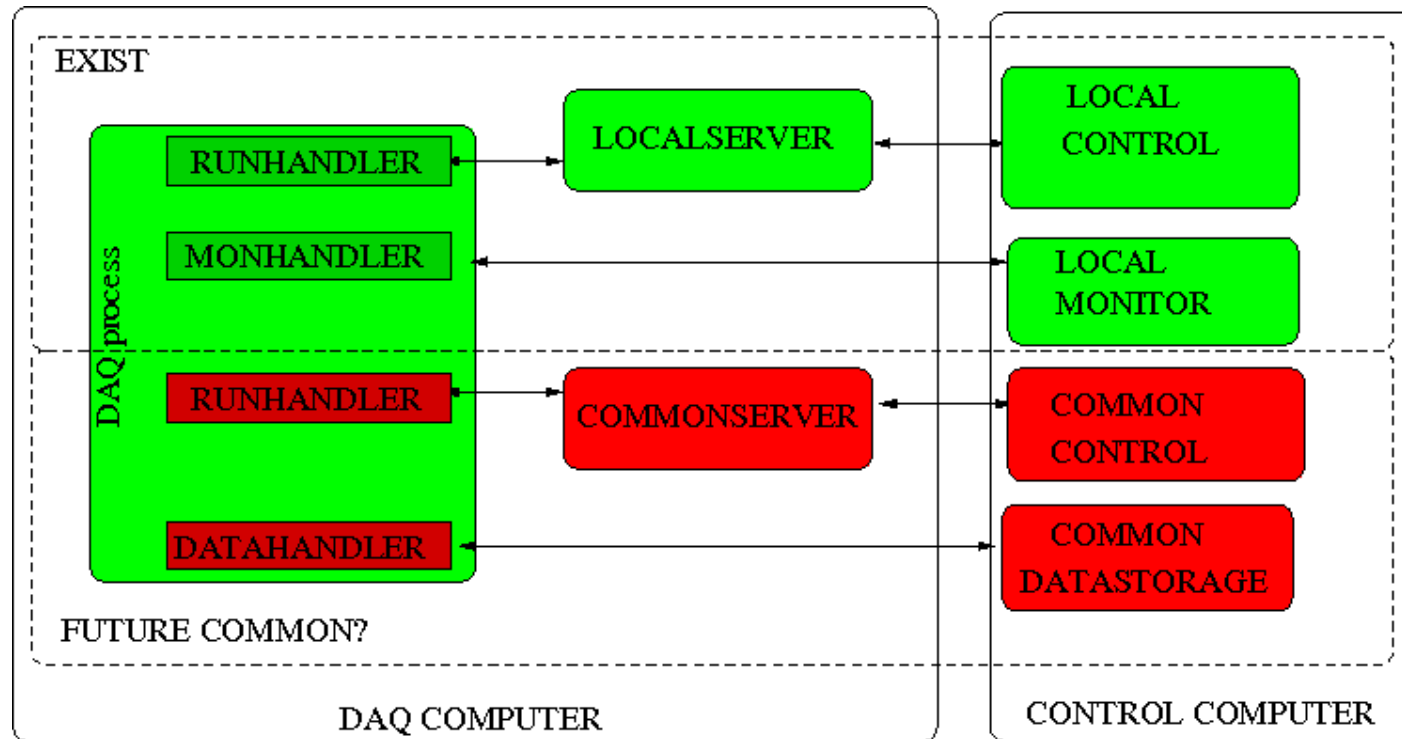 EXIST
RUNHANDLER
LOCALSERVER
LOCAL
CONTROL
MONHANDLER
LOCAL
MONITOR
DAQ process
RUNHANDLER
COMMONSERVER
COMMON
CONTROL
DATAHANDLER
COMMON
DATASTORAGE
FUTURE COMMON?
DAQ COMPUTER
CONTROL COMPUTER